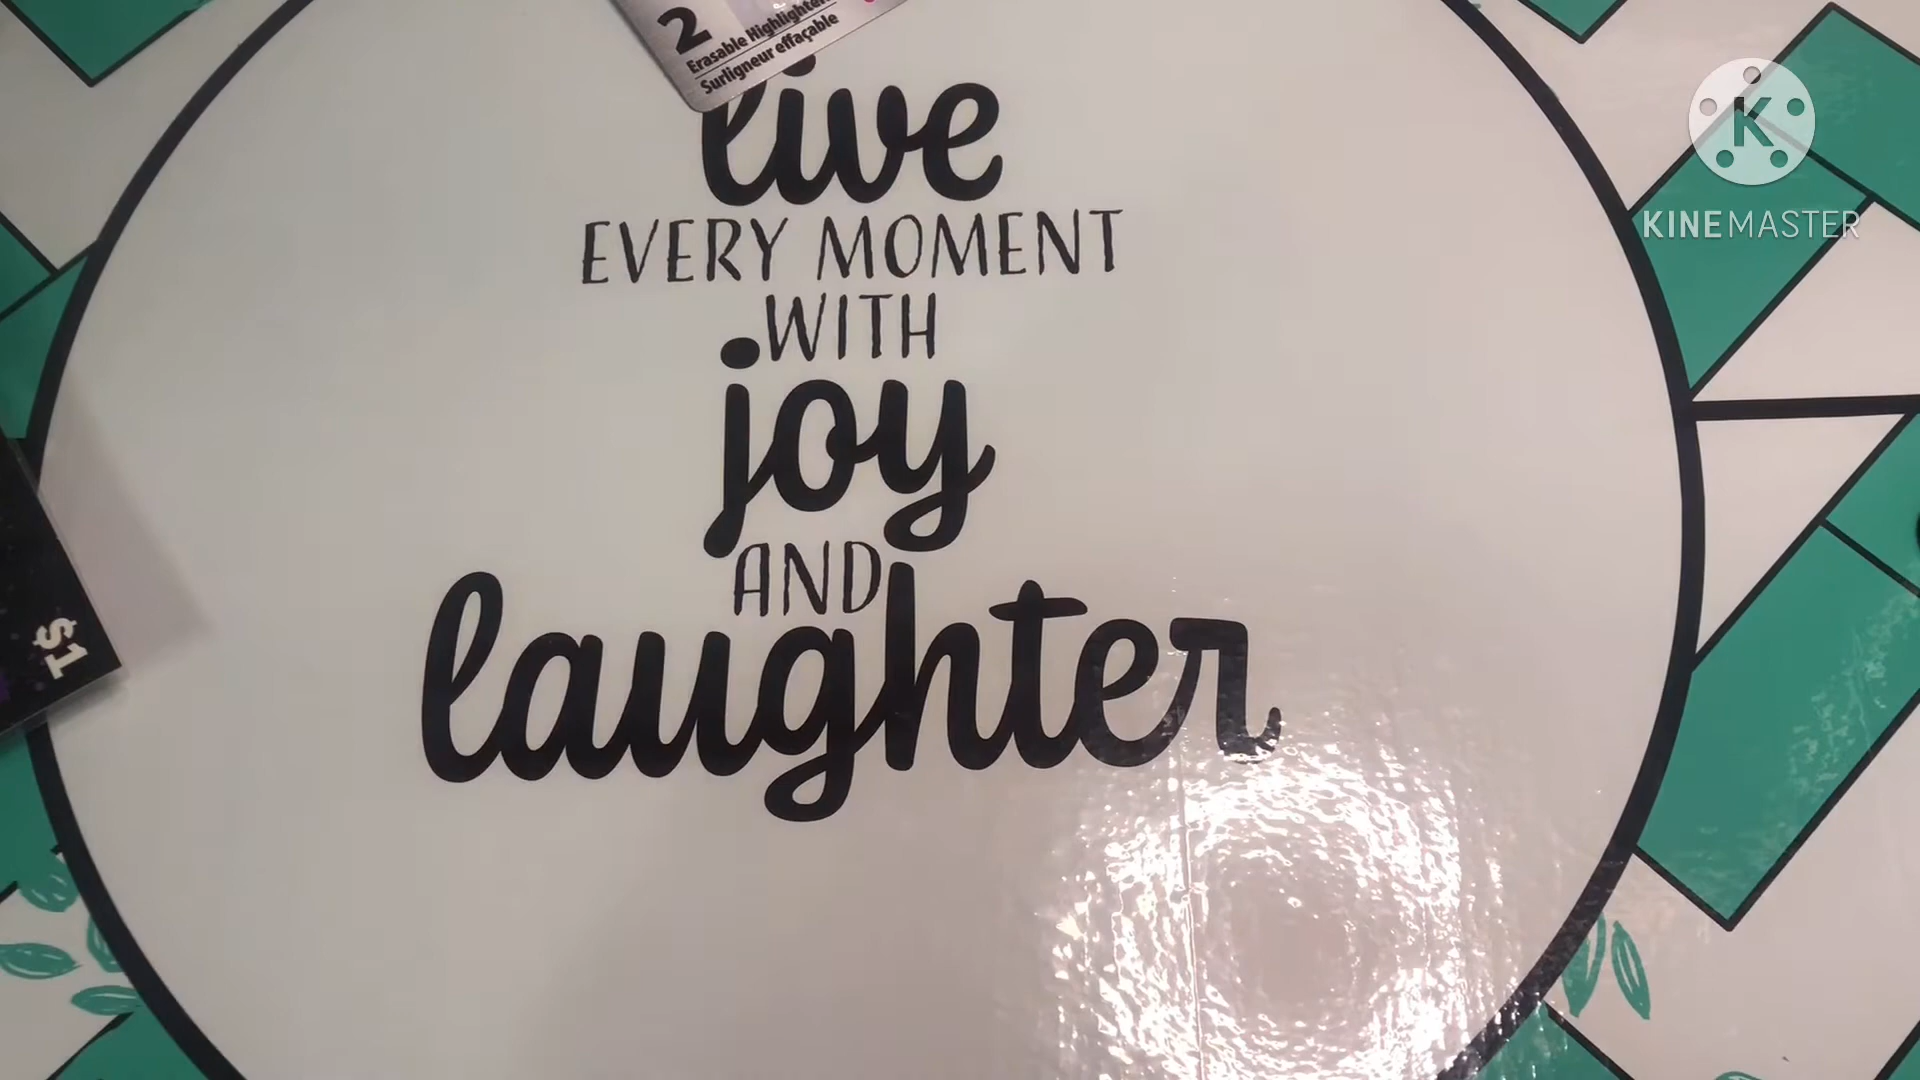 2
Erasable Highlighter
Surligneur effaçable
live
EVERY MOMENT
WITH
joy
AND
laughter
$1
K
KINEMASTER